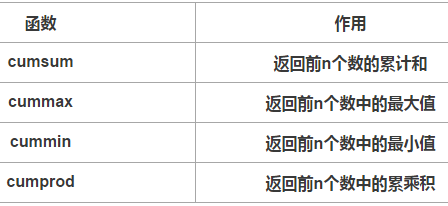 函数 作用
cumsum 返回前n个数的累计和
cummax 返回前n个数中的最大值
cummin 返回前n个数中的最小值
cumprod 返回前n个数中的累乘积